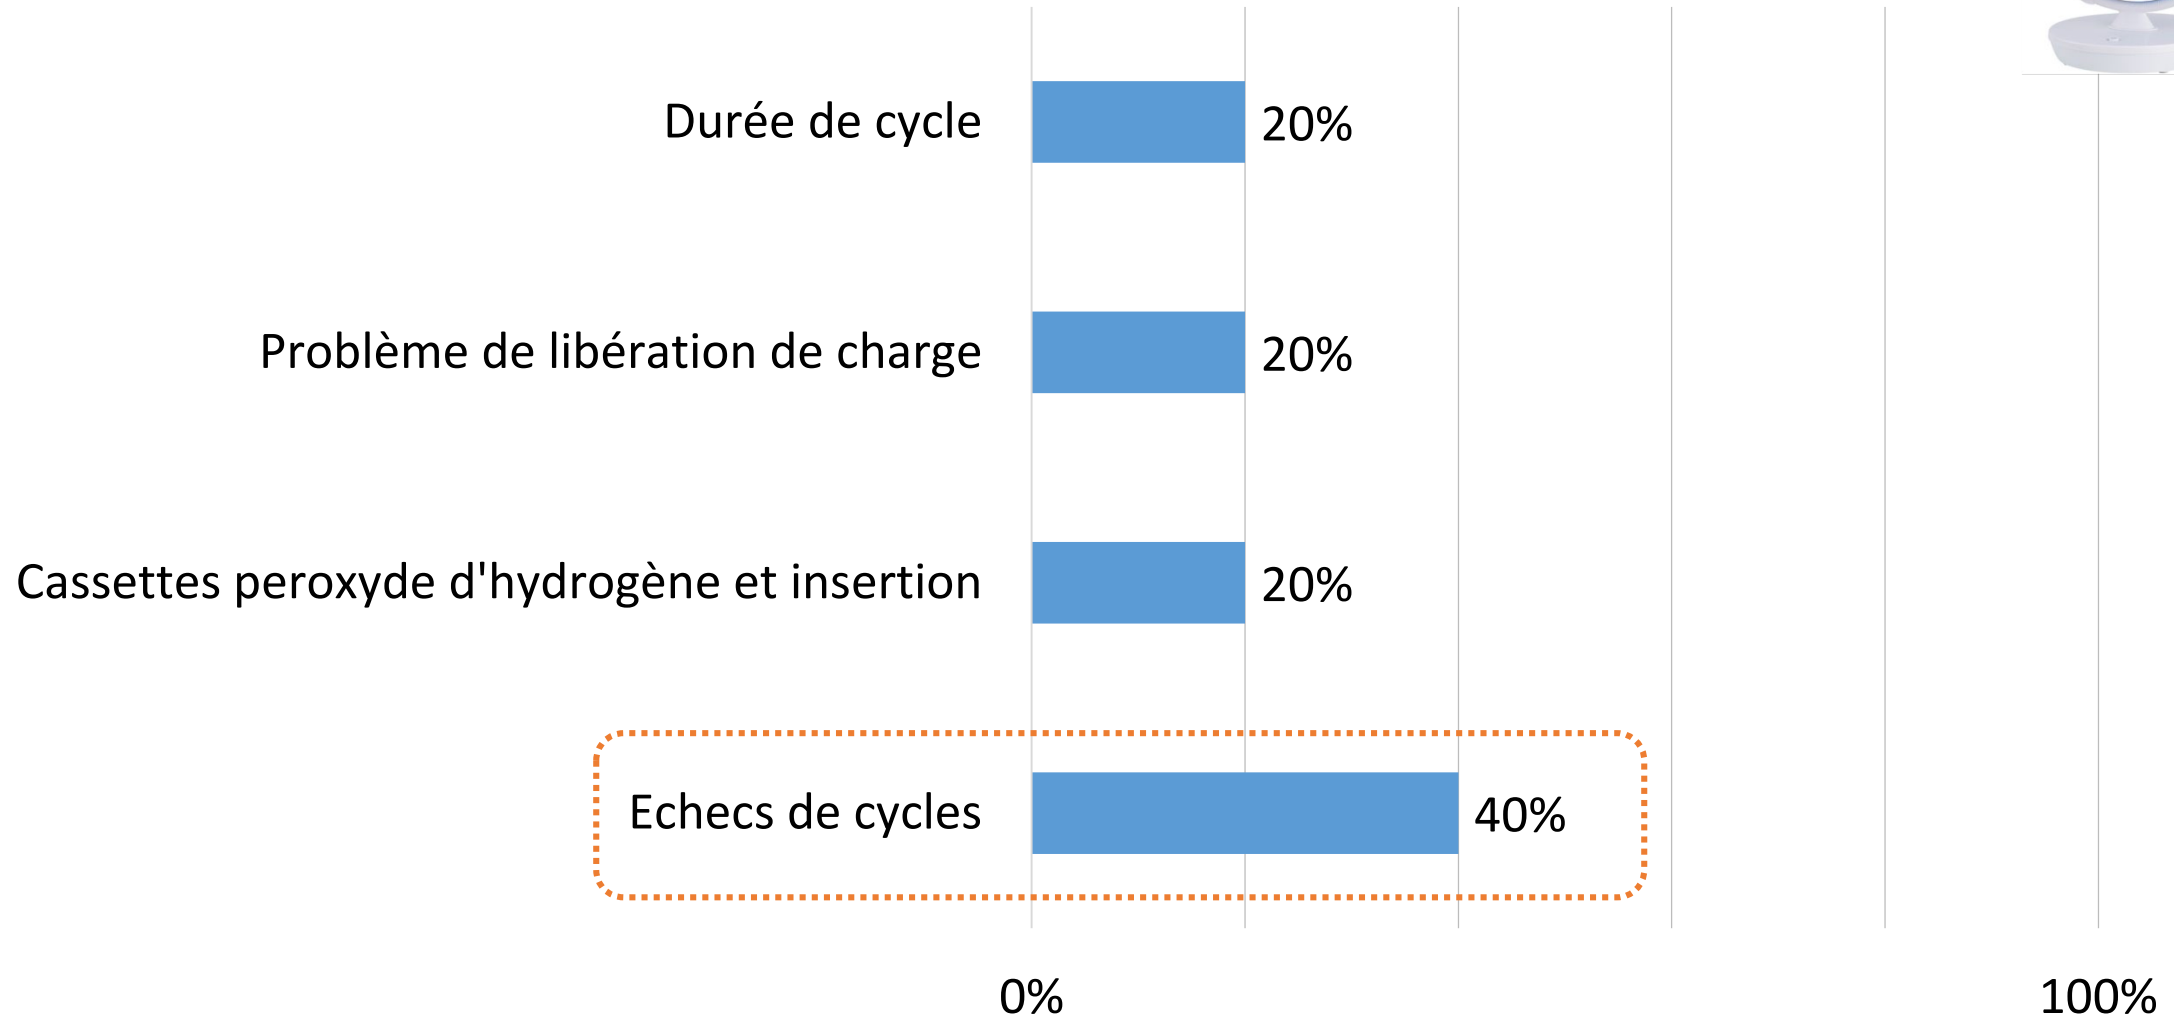 Durée de cycle 20%
Problème de libération de charge 20%
Cassettes peroxyde d'hydrogène et insertion 20%
Echecs de cycles 40%
0% 100%